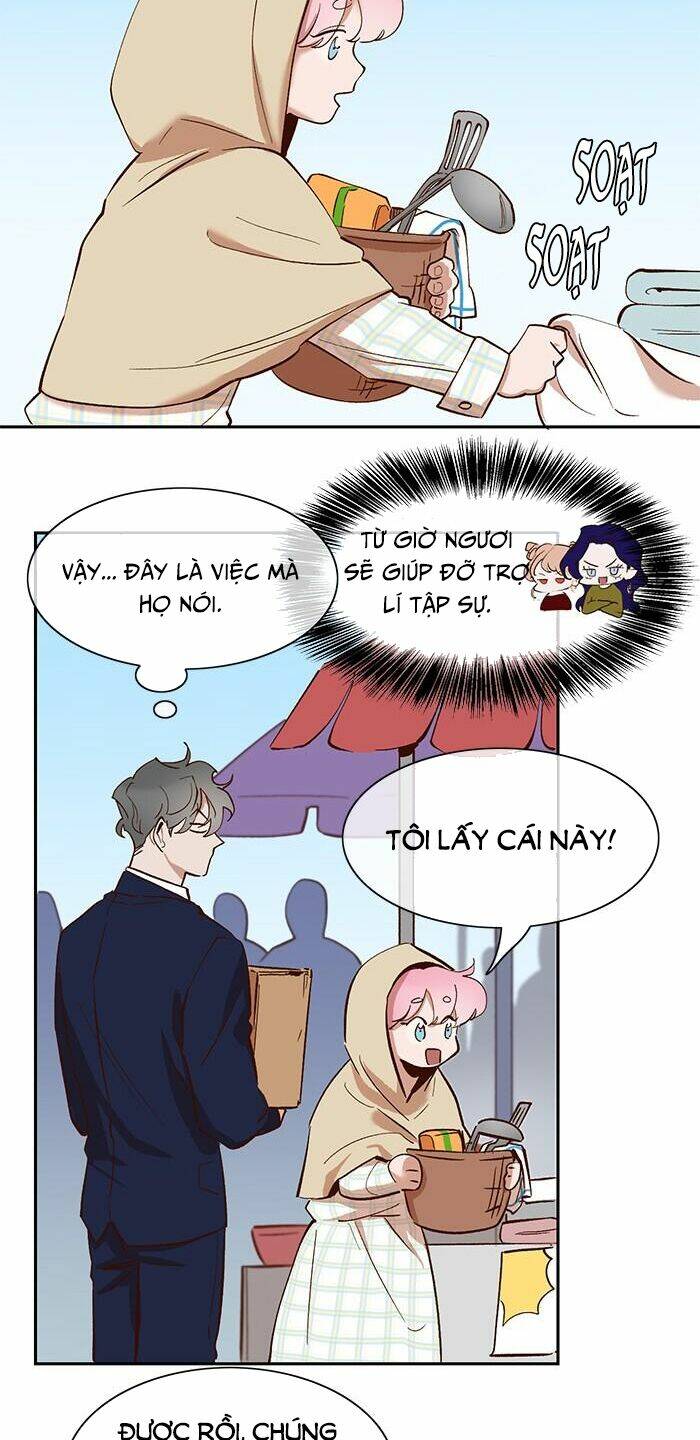 SOẠT
SOẠT
TỪ GIỜ NGƯƠI
SẼ GIÚP ĐỠ TRỢ
LÍ TẬP SỰ.
VẬY... ĐÂY LÀ VIỆC MÀ
HỌ NÓI.
TÔI LẤY CÁI NÀY!
ĐƯỢC RỒI, CHÚNG